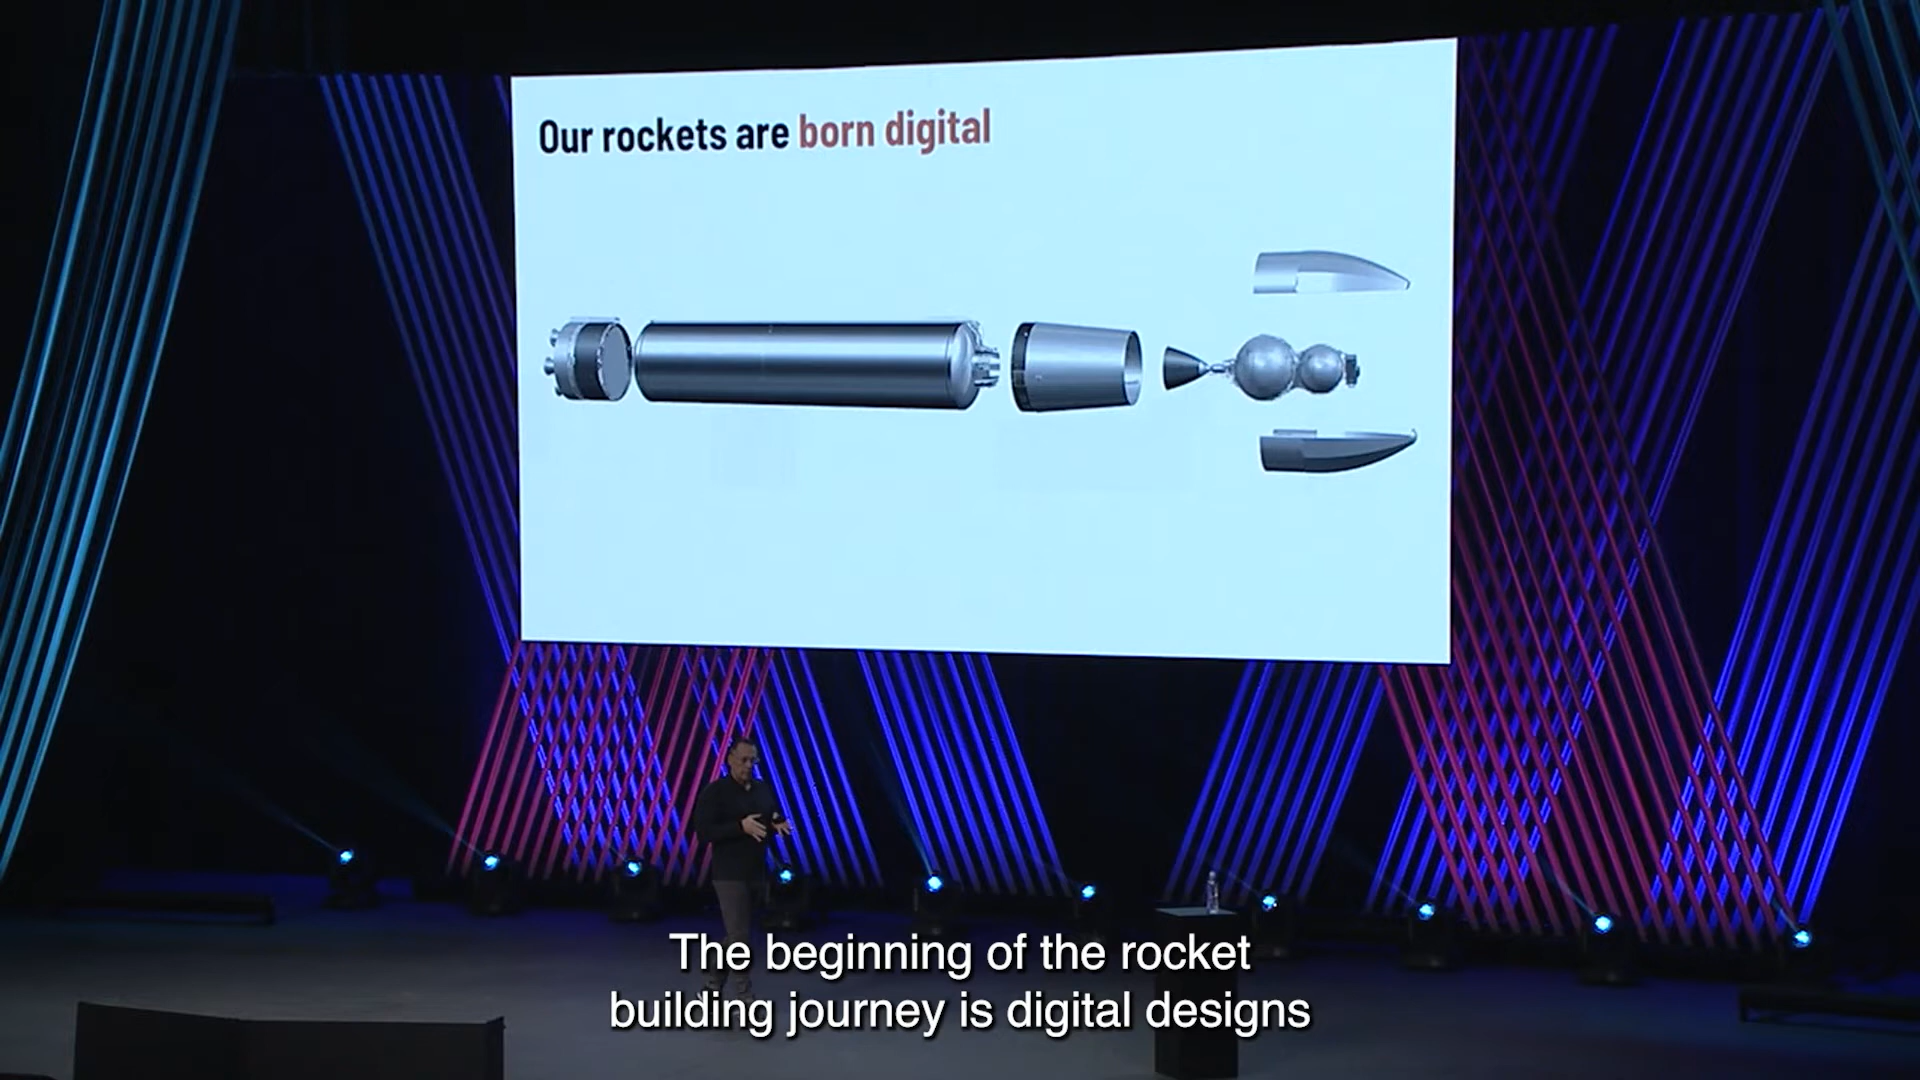 Our rockets are born digital
The beginning of the rocket
building journey is digital designs